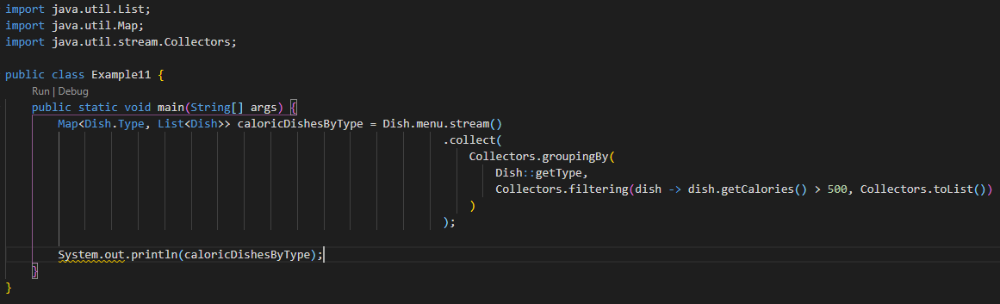 import java.util.List;
import java.util.Map;
import java.util.stream.Collectors;
public class Example11 {
Run | Debug
public static void main(String[] args) {
Map<Dish.Type, List<Dish>> caloricDishesByType = Dish.menu.stream()
.collect(
Collectors.groupingBy(
Dish::getType,
Collectors.filtering(dish -> dish.getCalories() > 500, Collectors.toList())
)
);
System.out.println(caloricDishesByType);
}
}